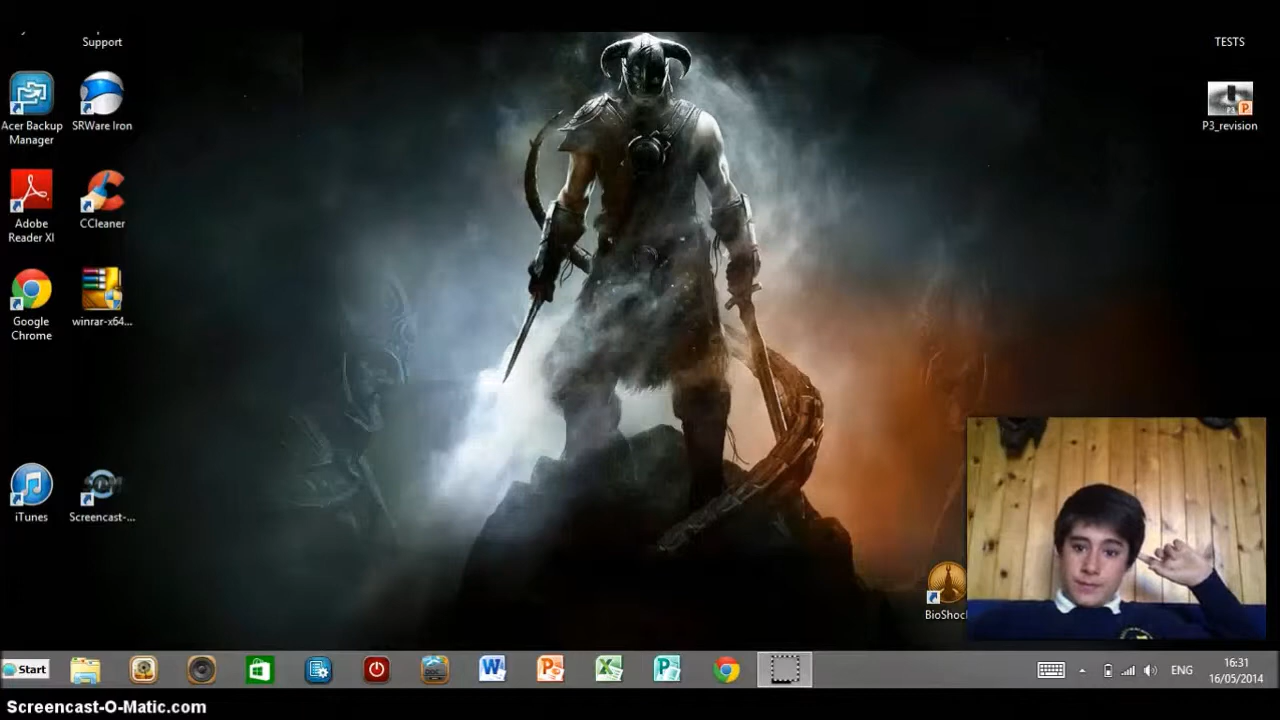 Support
TESTS
Acer Backup
Manager
SRWare Iron
P3_revision
Adobe
Reader XI
CCleaner
Google
Chrome
winrar-x64...
iTunes
Screencast-...
BioShoc
Start
ENG
16:31
16/05/2014
Screencast-O-Matic.com